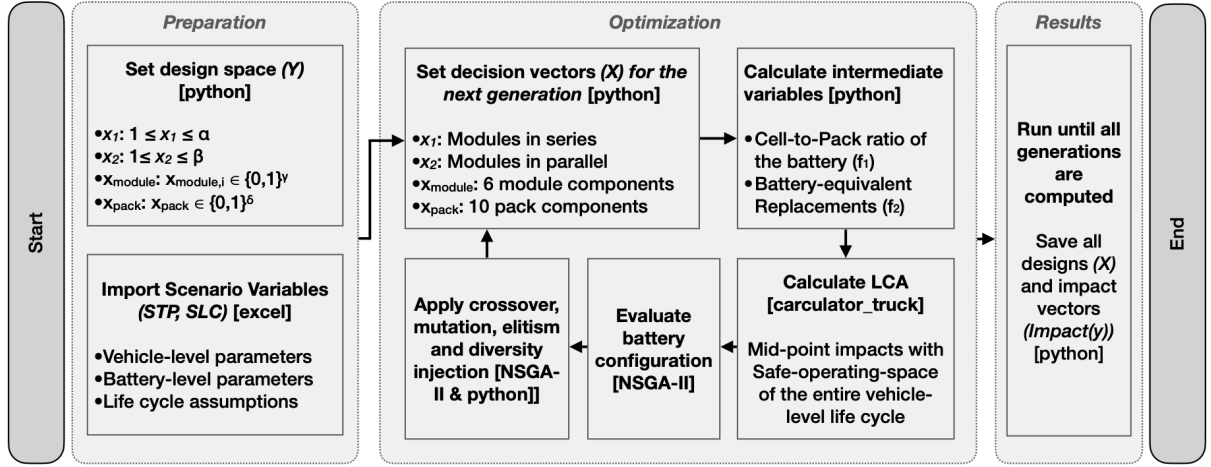 Start
Preparation
Set design space (Y)
[python]
•x₁: 1 ≤ x₁ ≤ α
•x₂: 1≤ x₂ ≤ β
•xmodule: xmodule,i ∈ {0,1}ᵞ
•xpack: xpack ∈ {0,1}ᵟ
Import Scenario Variables
(STP, SLC) [excel]
•Vehicle-level parameters
•Battery-level parameters
•Life cycle assumptions
Optimization
Set decision vectors (X) for the
next generation [python]
•x₁: Modules in series
•x₂: Modules in parallel
•xmodule: 6 module components
•xpack: 10 pack components
Calculate intermediate
variables [python]
•Cell-to-Pack ratio of
the battery (f₁)
•Battery-equivalent
Replacements (f₂)
Calculate LCA
[carculator_truck]
Mid-point impacts with
Safe-operating-space
of the entire vehicle-
level life cycle
Evaluate
battery
configuration
[NSGA-II]
Apply crossover,
mutation, elitism
and diversity
injection [NSGA-
II & python]]
Results
Run until all
generations
are
computed
Save all
designs (X)
and impact
vectors
(Impact(y))
[python]
End